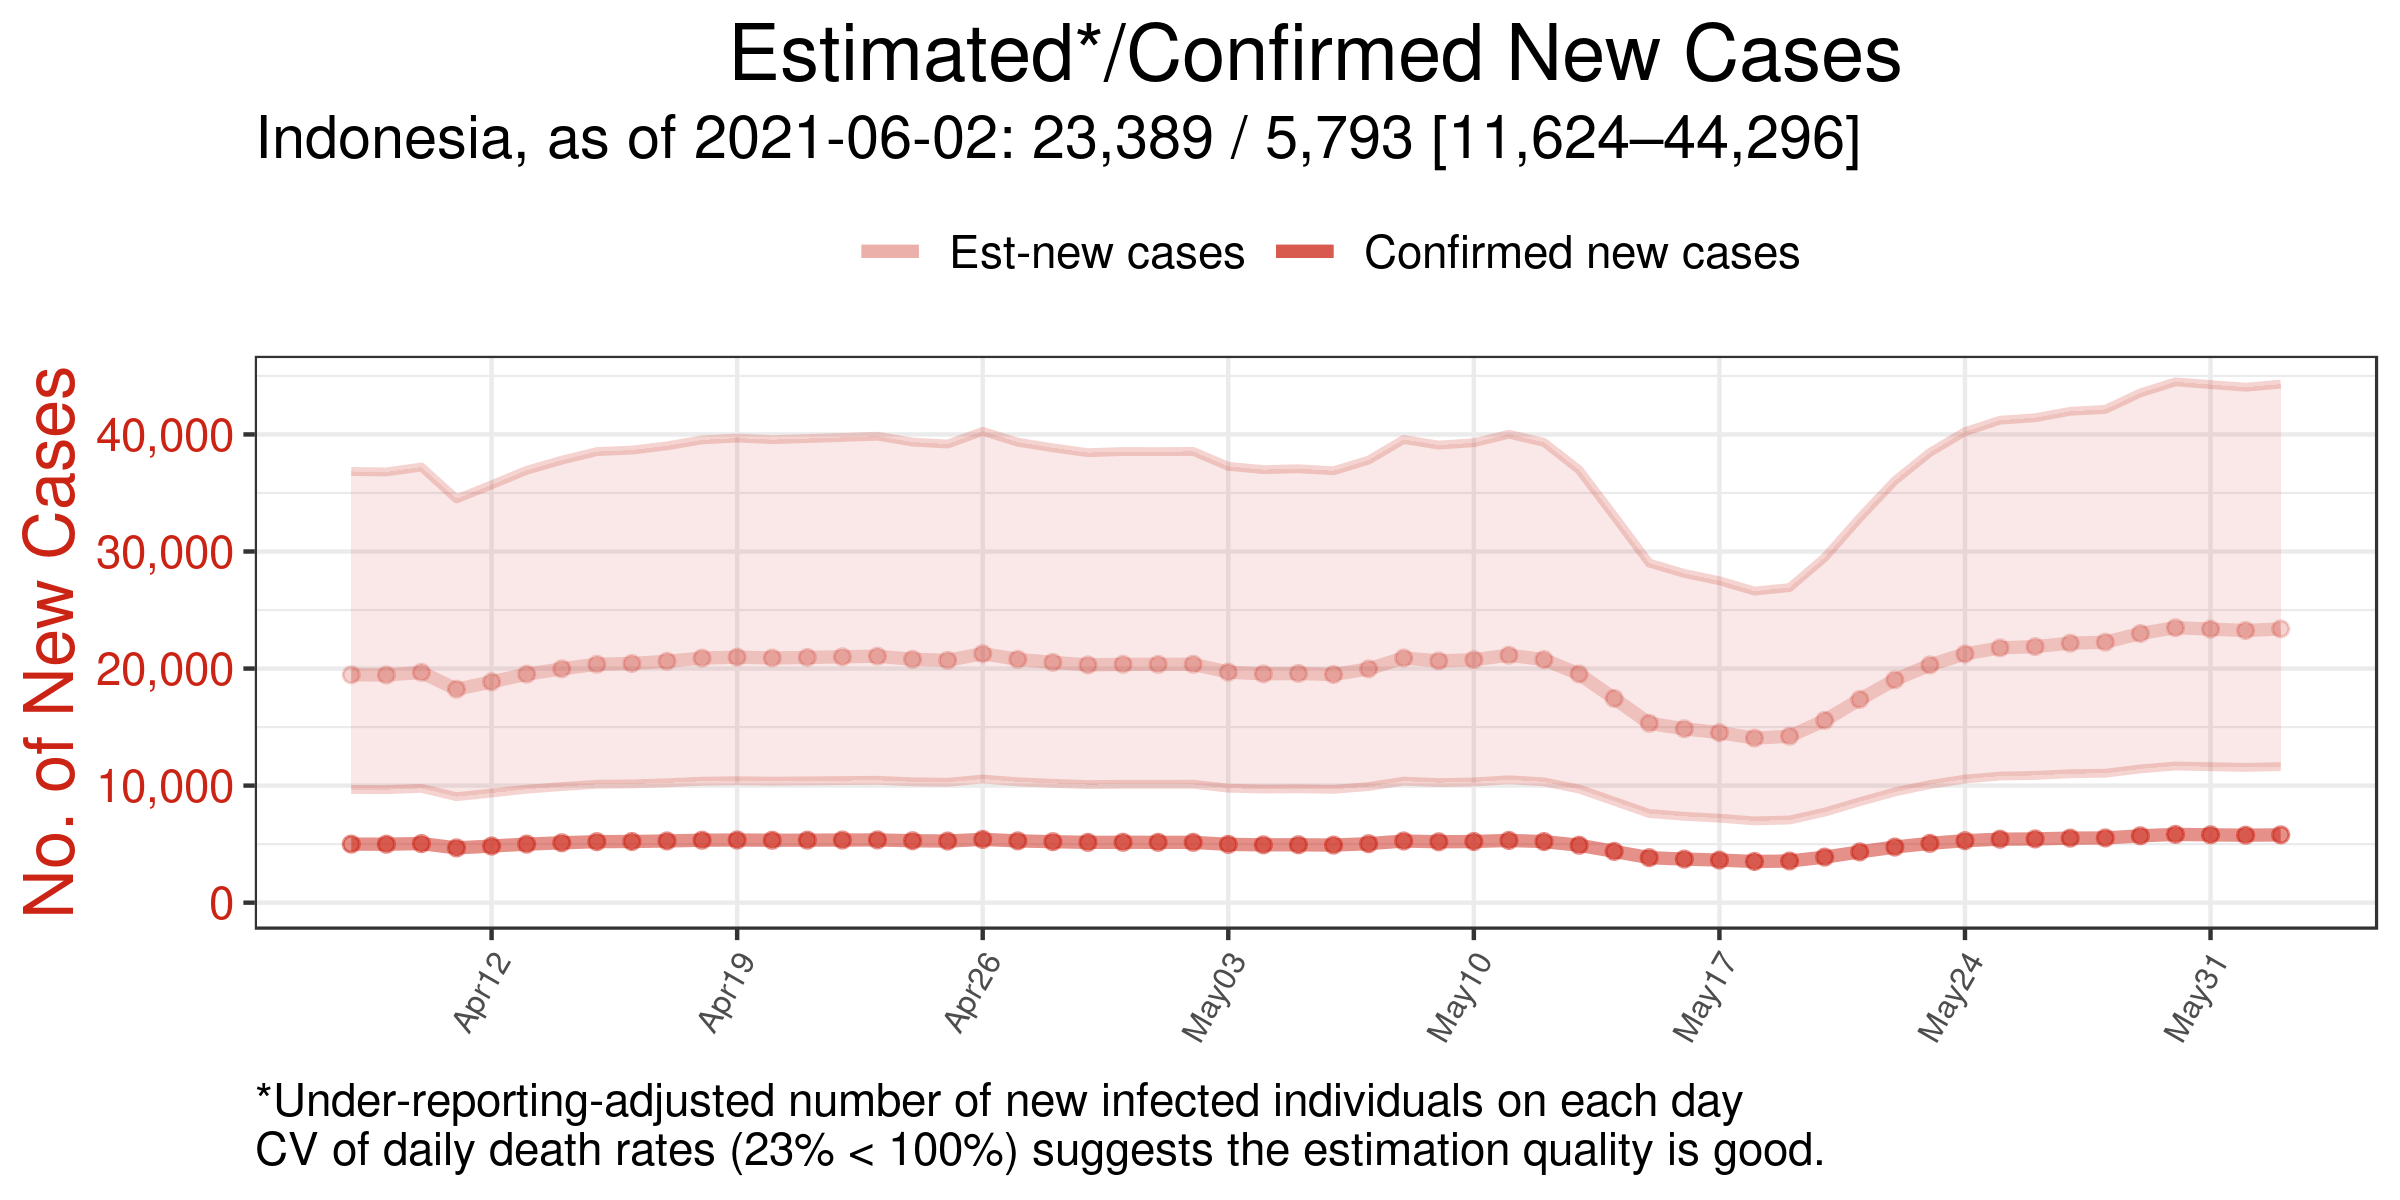 Estimated*/Confirmed New Cases
Indonesia, as of 2021-06-02: 23,389 / 5,793 [11,624–44,296]
Est-new cases
Confirmed new cases
No. of New Cases
40,000
30,000
20,000
10,000
0
Apr12
Apr19
Apr26
May03
May10
May17
May24
May31
*Under-reporting-adjusted number of new infected individuals on each day
CV of daily death rates (23% < 100%) suggests the estimation quality is good.